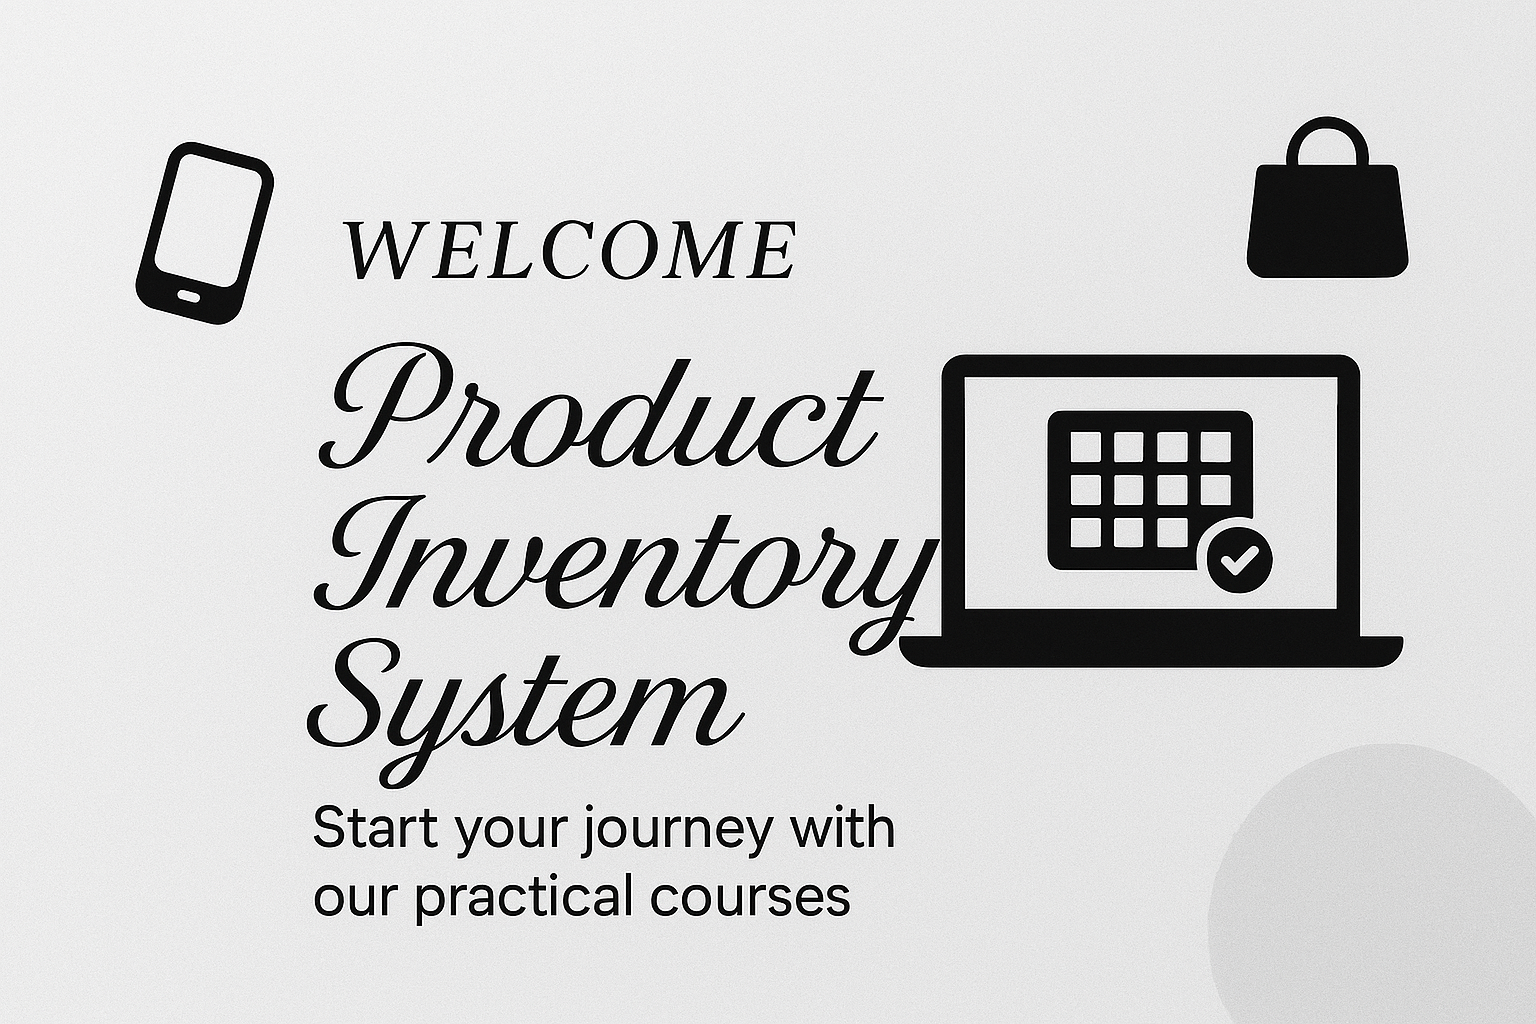 WELCOME
Product
Inventory
System
Start your journey with
our practical courses